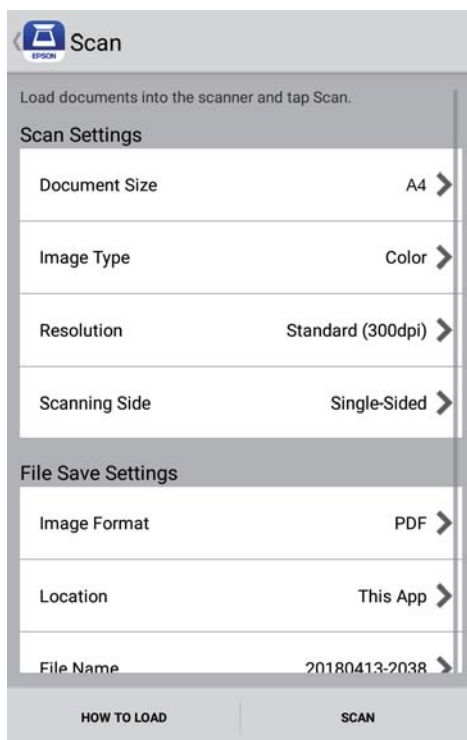 EPSON
Scan
Load documents into the scanner and tap Scan.
Scan Settings
Document Size A4
Image Type Color
Resolution Standard (300dpi)
Scanning Side Single-Sided
File Save Settings
Image Format PDF
Location This App
File Name 20180413-2038
HOW TO LOAD SCAN